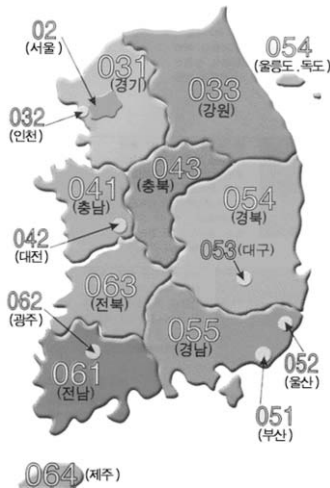 02
(서울)
031
(경기)
033
(강원)
054
(울릉도.독도)
032
(인천)
041
(충남)
043
(충북)
054
(경북)
042
(대전)
053(대구)
063
(전북)
062
(광주)
055
(경남)
061
(전남)
052
(울산)
051
(부산)
064(제주)